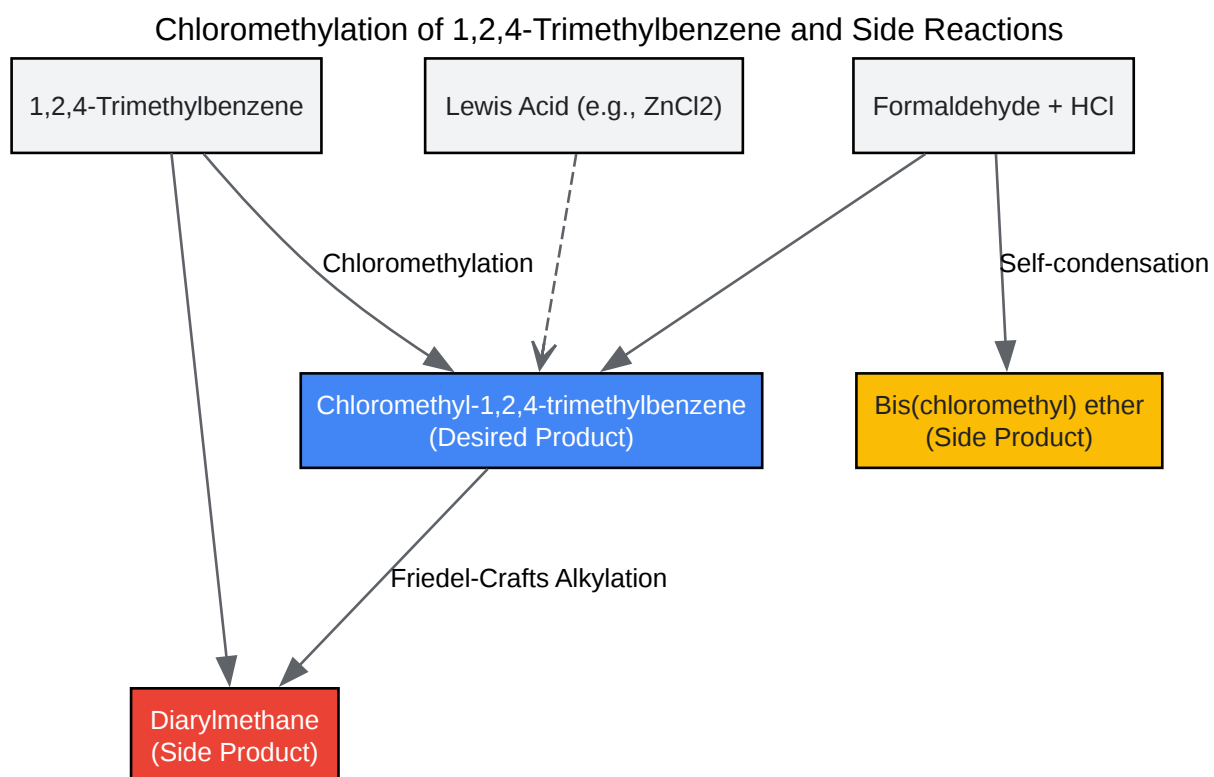 Chloromethylation of 1,2,4-Trimethylbenzene and Side Reactions
1,2,4-Trimethylbenzene
Lewis Acid (e.g., ZnCl2)
Formaldehyde + HCl
Chloromethylation
Self-condensation
Chloromethyl-1,2,4-trimethylbenzene
(Desired Product)
Bis(chloromethyl) ether
(Side Product)
Friedel-Crafts Alkylation
Diarylmethane
(Side Product)